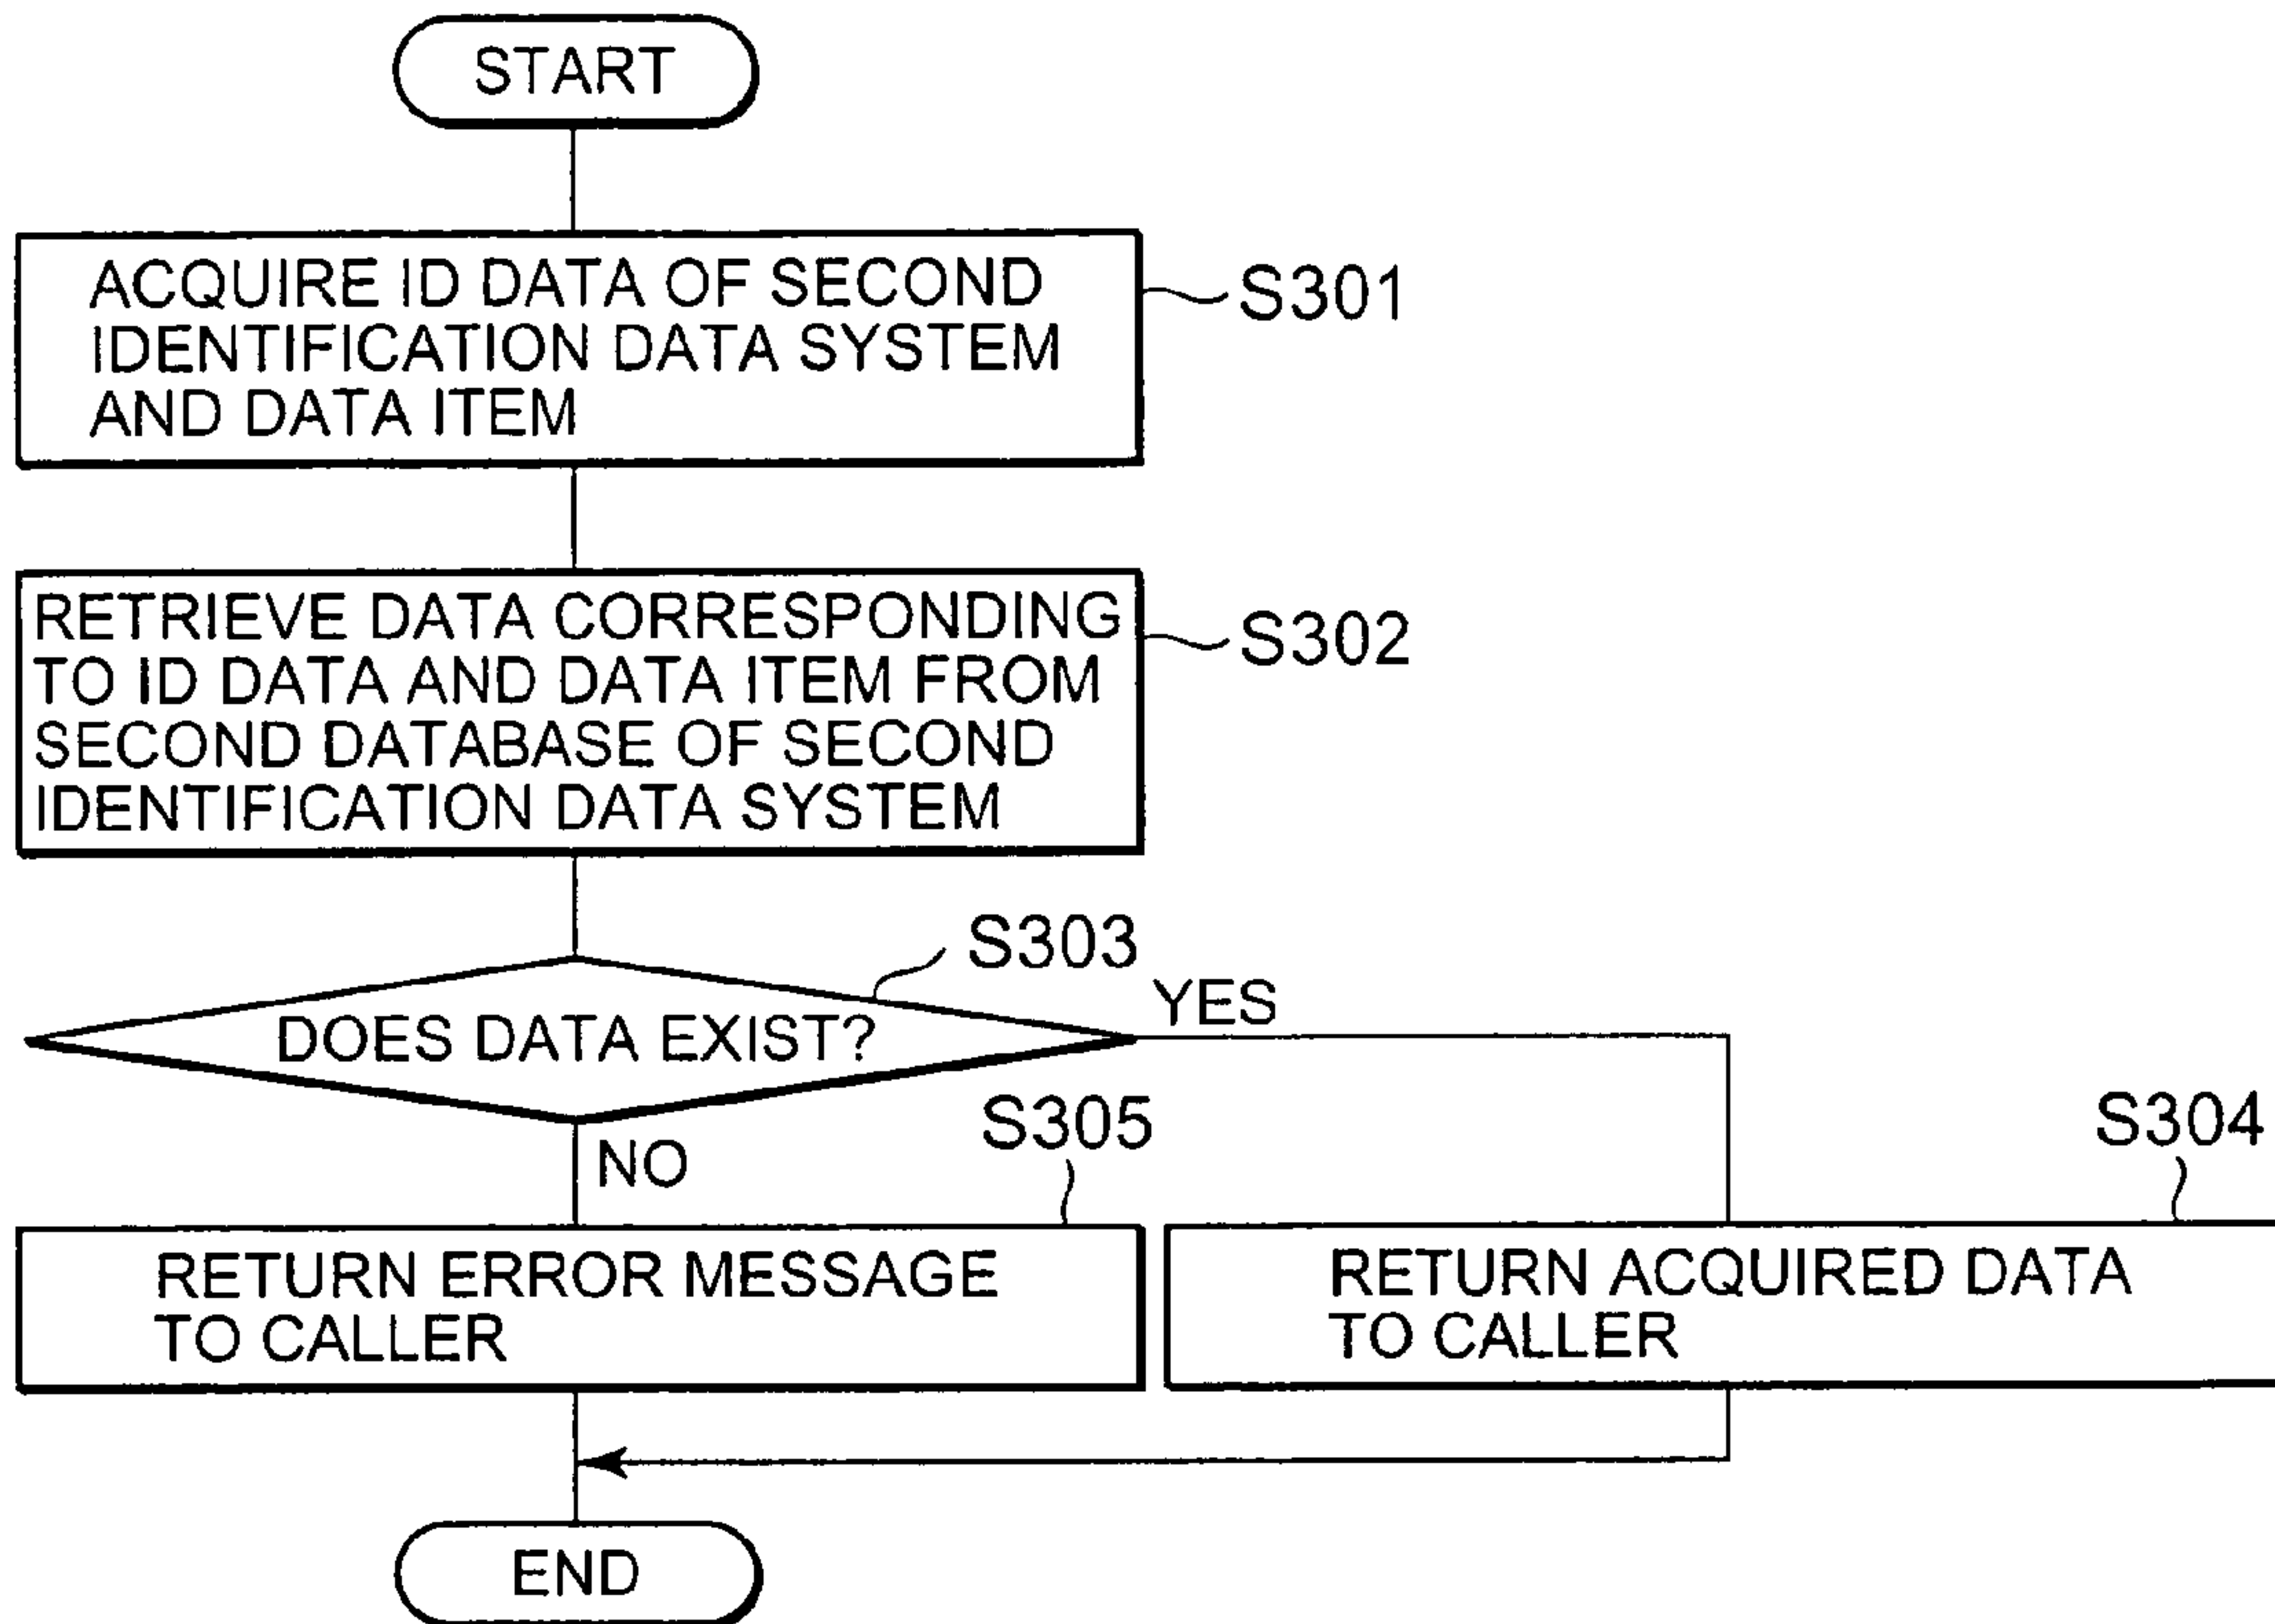 START
ACQUIRE ID DATA OF SECOND
IDENTIFICATION DATA SYSTEM
AND DATA ITEM
S301
RETRIEVE DATA CORRESPONDING
TO ID DATA AND DATA ITEM FROM
SECOND DATABASE OF SECOND
IDENTIFICATION DATA SYSTEM
S302
S303
DOES DATA EXIST?
YES
NO
S305
RETURN ERROR MESSAGE
TO CALLER
S304
RETURN ACQUIRED DATA
TO CALLER
END